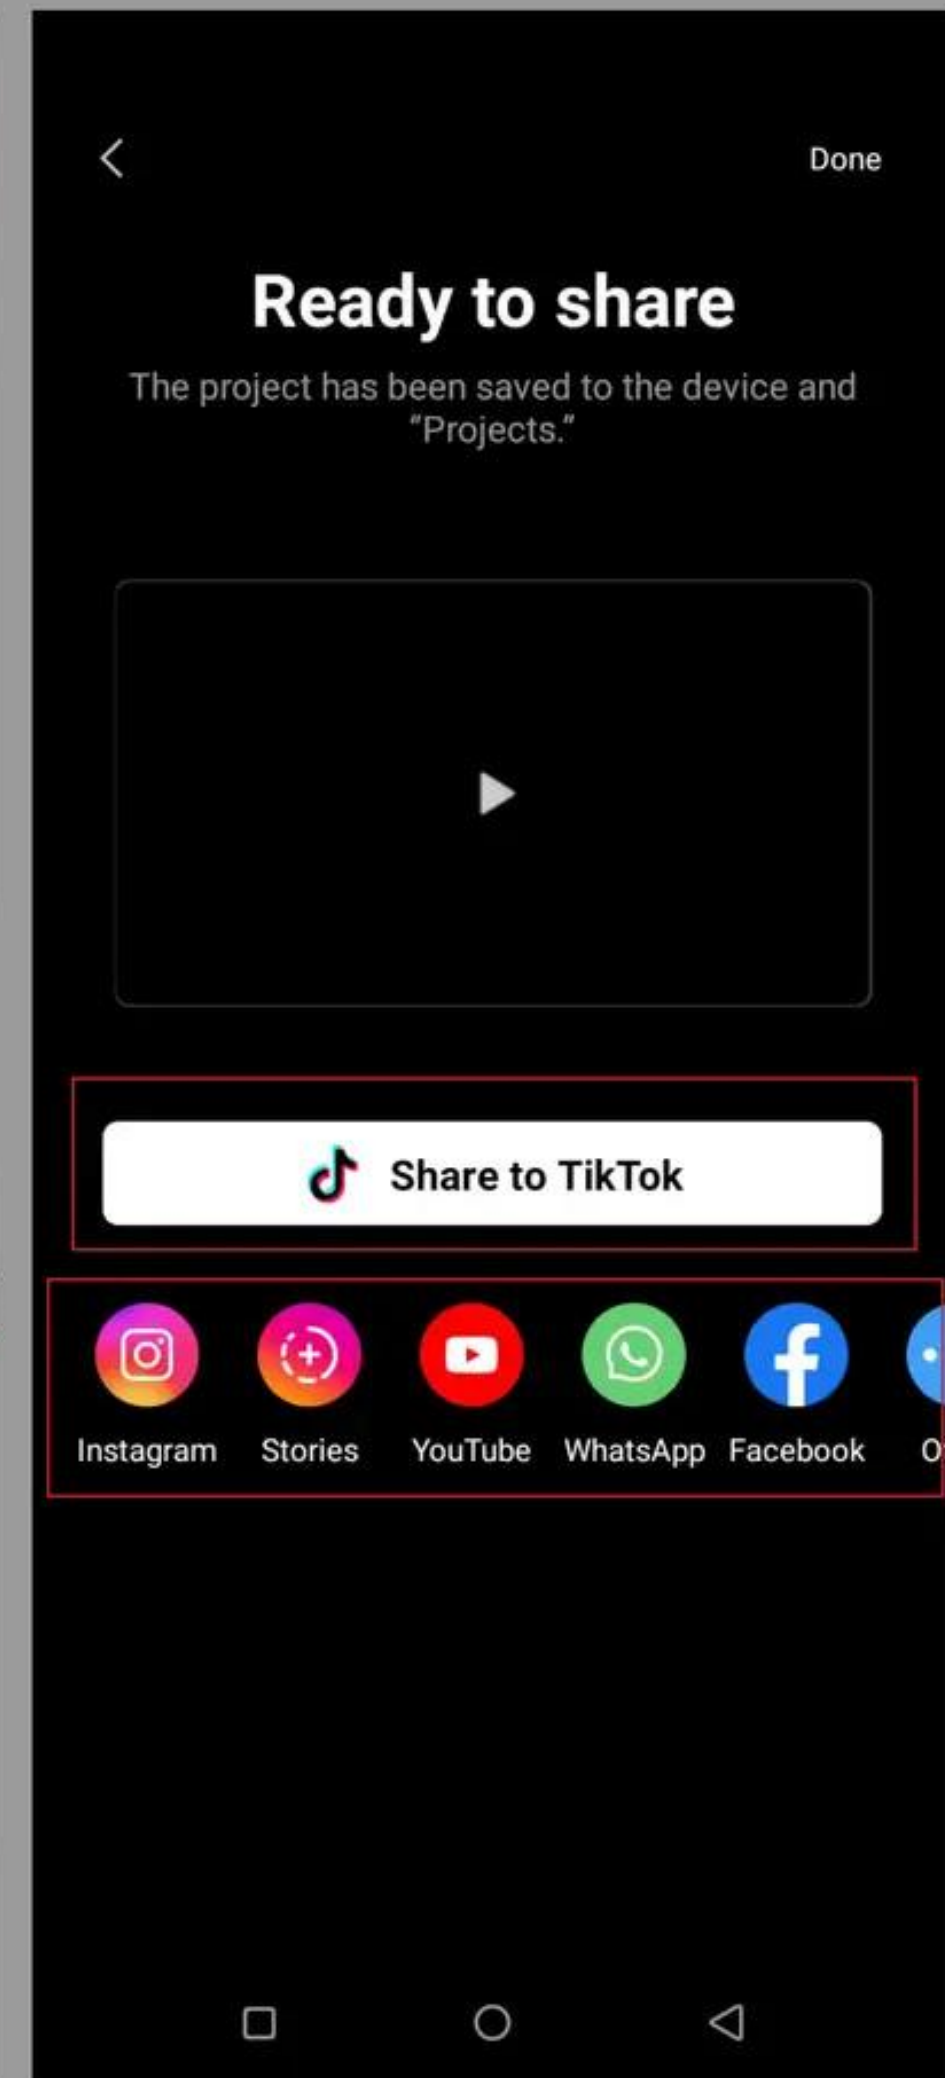 Done
Ready to share
The project has been saved to the device and
“Projects.”
Share to TikTok
Instagram Stories YouTube WhatsApp Facebook